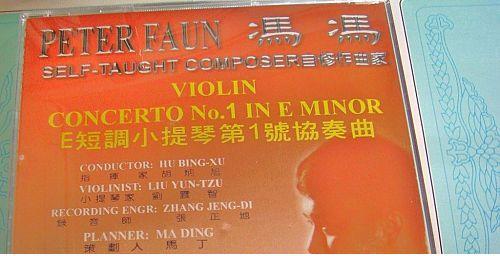 PETER FAUN 馮馮
SELF-TAUGHT COMPOSER自修作曲家
VIOLIN
CONCERTO No.1 IN E MINOR
E短調小提琴第1號協奏曲
CONDUCTOR: HU BING-XU
指揮家胡炳旭
VIOLINIST: LIU YUN-TZU
小提琴家劉雲智
RECORDING ENGR: ZHANG JENG-DI
錄音師張正地
PLANNER: MA DING
策劃人馬丁